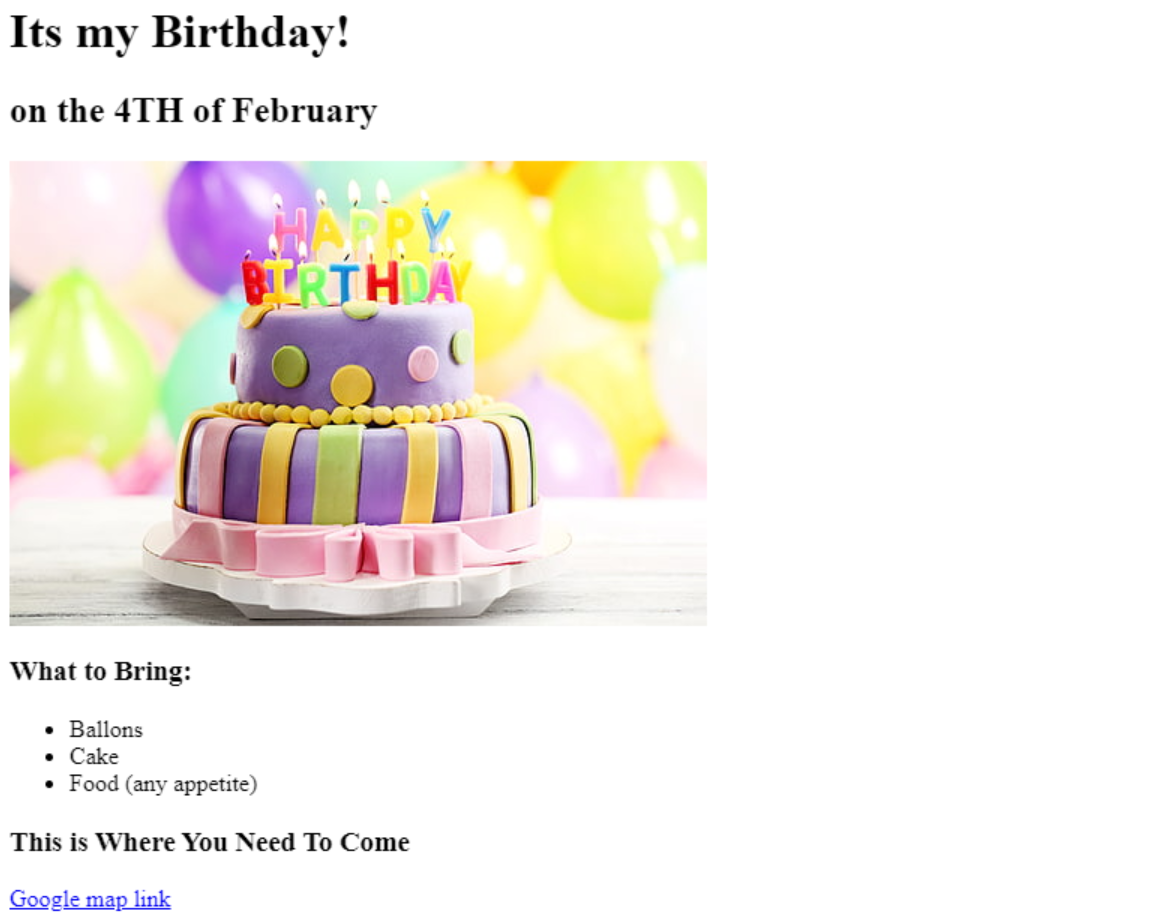 Its my Birthday!
on the 4TH of February
HAPPY
BIRTHDAY
What to Bring:
Ballons
Cake
Food (any appetite)
This is Where You Need To Come
Google map link